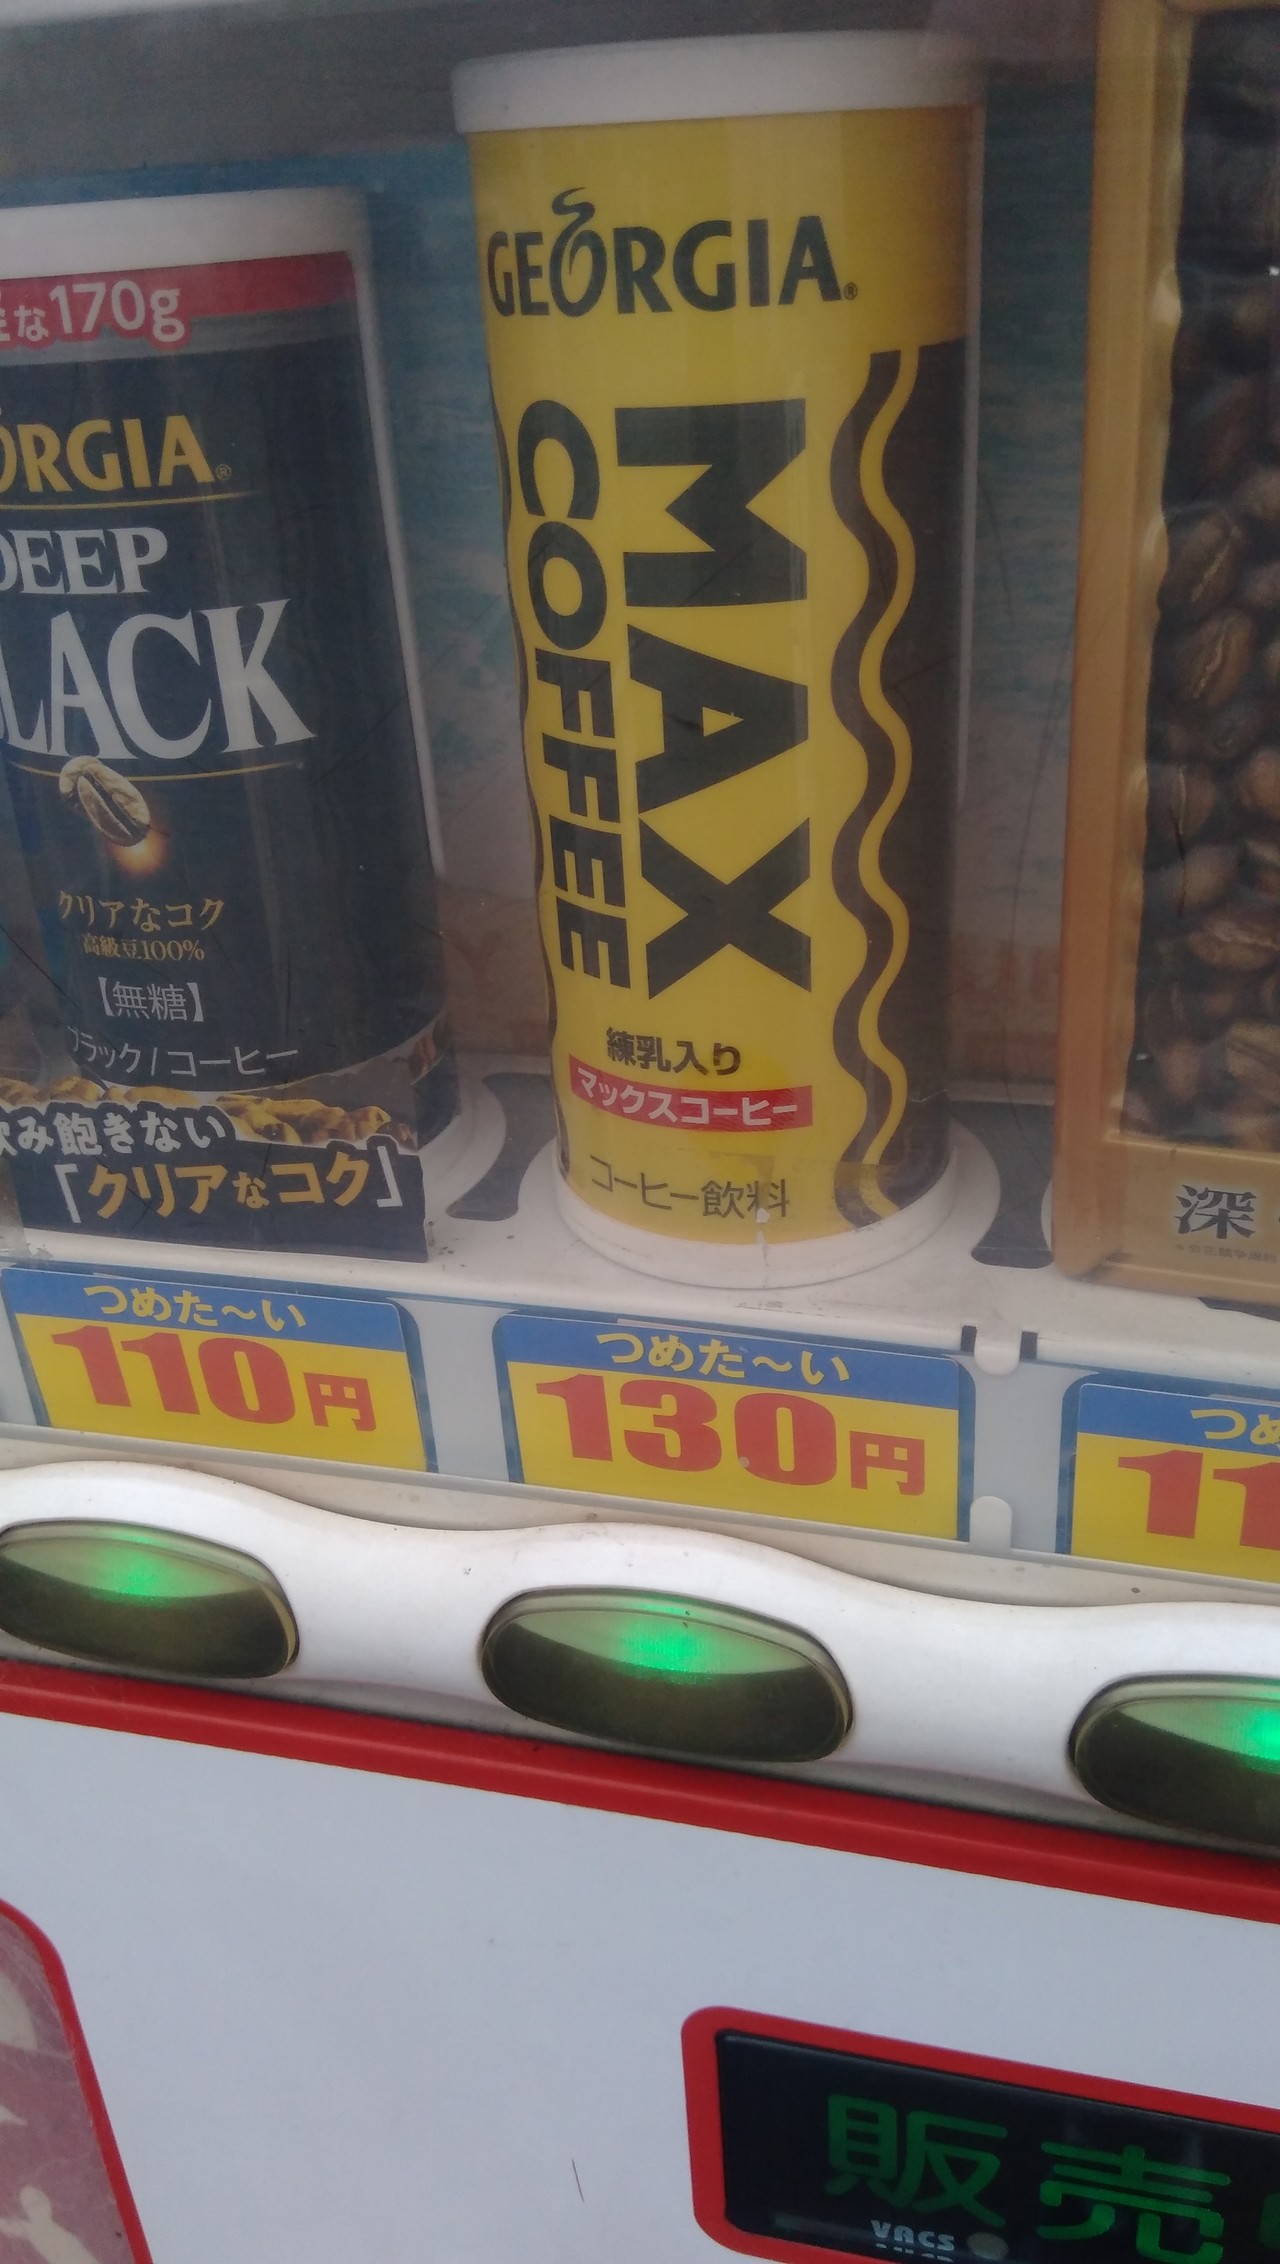 な170g
ORGIA®
DEEP
LACK
クリアなコク
高級豆100%
【無糖】
ブラック/コーヒー
飲み飽きない
「クリアなコク」
GEORGIA®
MAX
COFFEE
練乳入り
マックスコーヒー
コーヒー飲料
深
つめた〜い
110円
つめた〜い
130円
つめ
11
販売
VACS